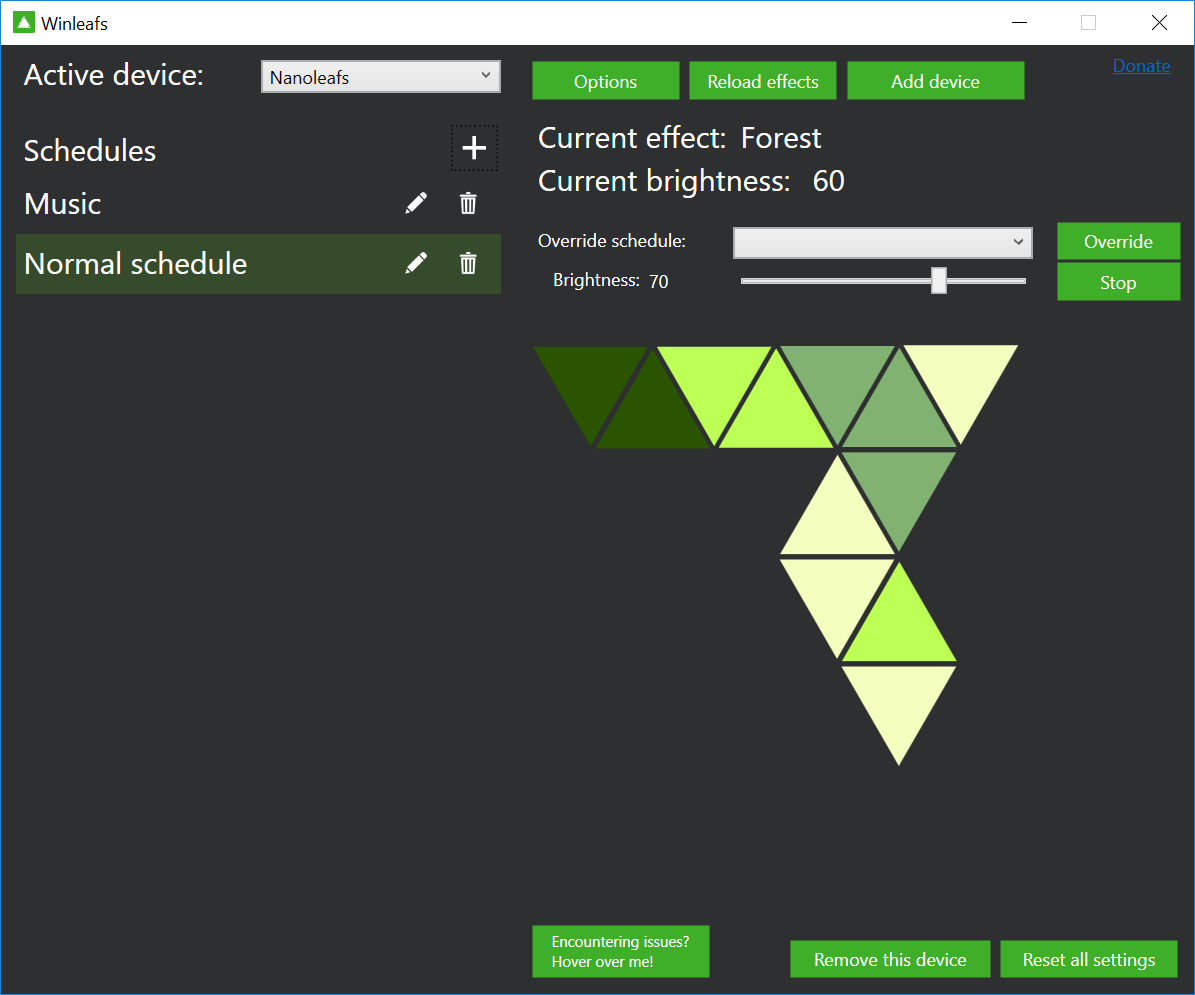 Winleafs
Active device:
Nanoleafs
Options
Reload effects
Add device
Donate
Schedules
Music
Normal schedule
Current effect: Forest
Current brightness: 60
Override schedule:
Override
Brightness: 70
Stop
Encountering issues?
Hover over me!
Remove this device
Reset all settings